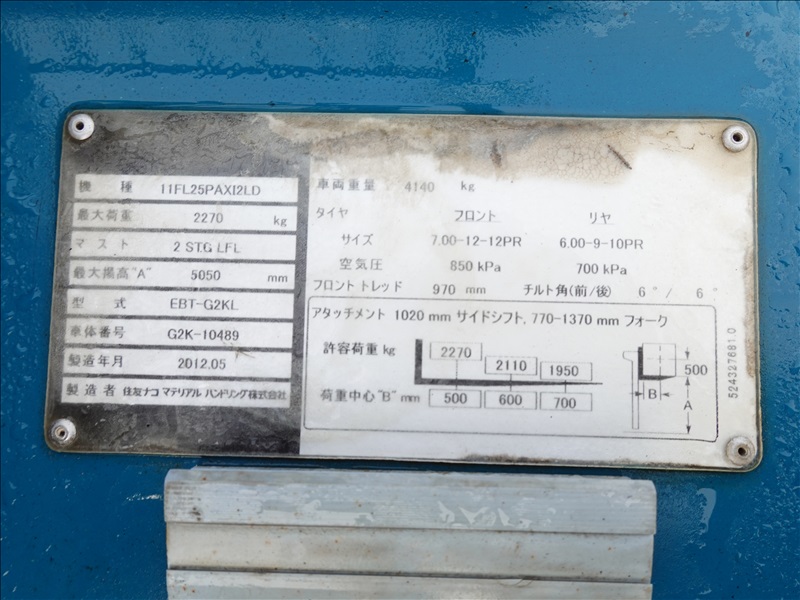 機 種 11FL25PAXI2LD
最大荷重 2270 kg
マスト 2 ST.G LFL
最大揚高"A" 5050 mm
型 式 EBT-G2KL
車体番号 G2K-10489
製造年月 2012.05
製造者 住友ナコ マテリアル ハンドリング株式会社
車両重量 4140 kg
タイヤ フロント リヤ
サイズ 7.00-12-12PR 6.00-9-10PR
空気圧 850 kPa 700 kPa
フロント トレッド 970 mm チルト角(前/後) 6 °/ 6 °
アタッチメント 1020 mm サイドシフト, 770-1370 mm フォーク
許容荷重 kg 2270 2110 1950
荷重中心 "B" mm 500 600 700
500
B
A
524327681.0